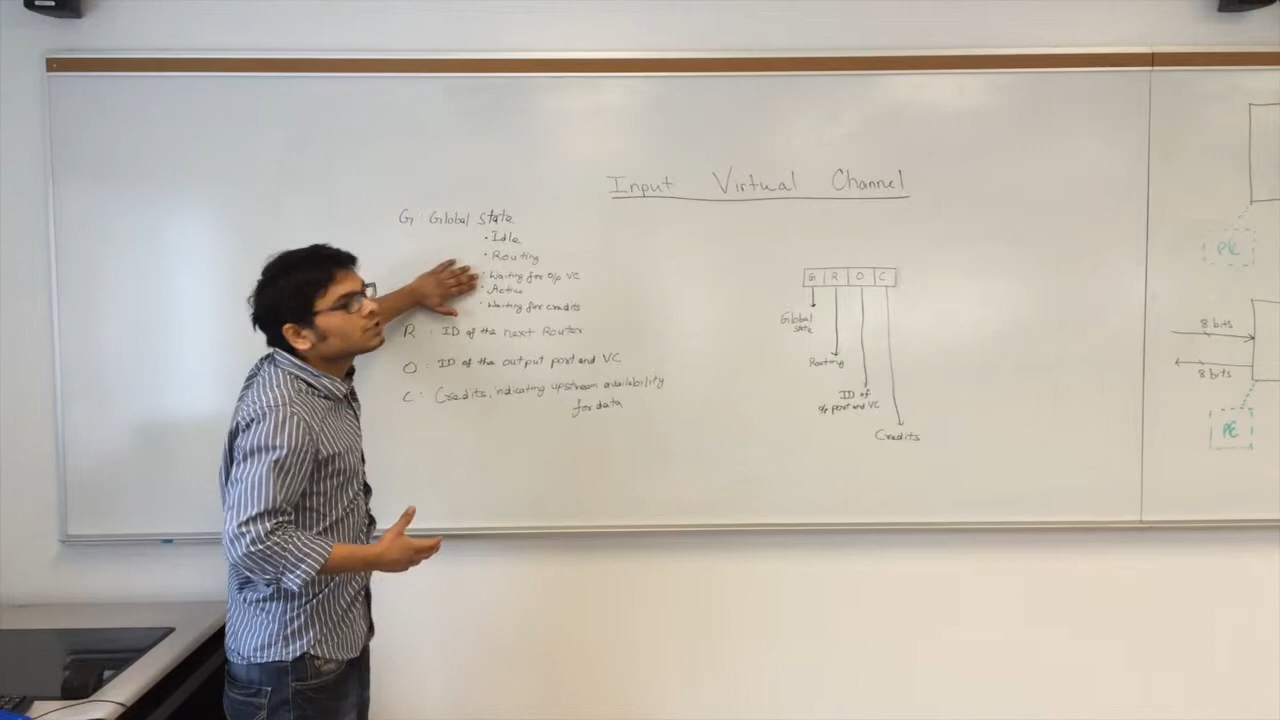 Input Virtual Channel
G : Global State
• Idle
• Routing
• Waiting for o/p VC
• Active
• Waiting for credits
R : ID of the next Router
O : ID of the output port and VC
C : Credits, indicating upstream availability
for data
G R O C
Global
state
Routing
ID of
o/p port and VC
Credits
PE
8 bits
8 bits
PE